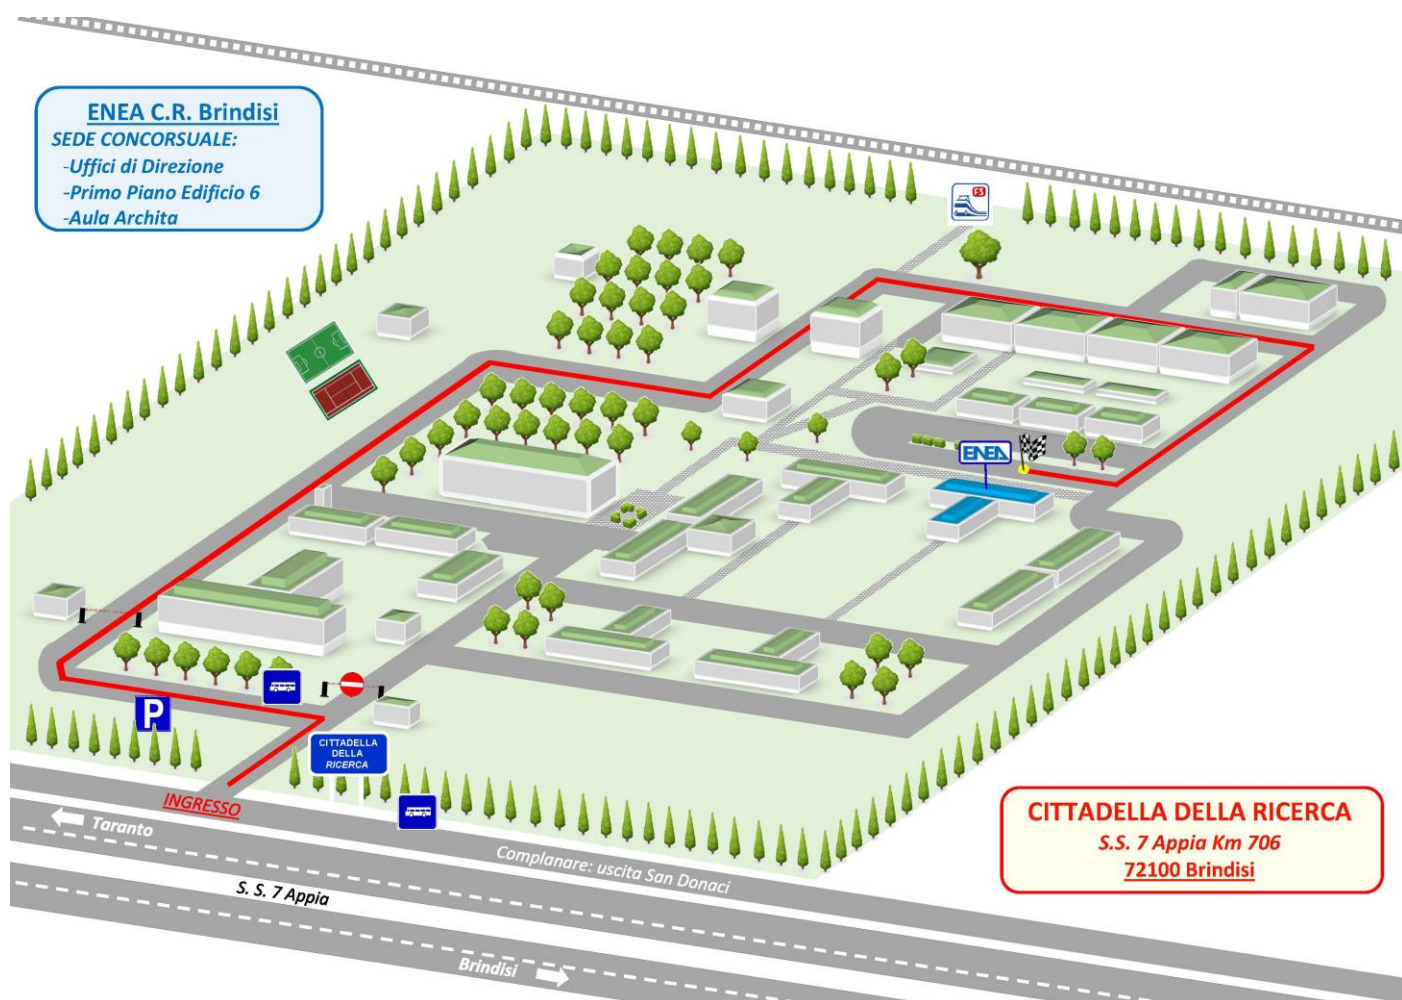 ENEA C.R. Brindisi
SEDE CONCORSUALE:
-Uffici di Direzione
-Primo Piano Edificio 6
-Aula Archita
FS
ENEA
P
CITTADELLA
DELLA
RICERCA
INGRESSO
Taranto
Complanare: uscita San Donaci
S. S. 7 Appia
Brindisi
CITTADELLA DELLA RICERCA
S.S. 7 Appia Km 706
72100 Brindisi